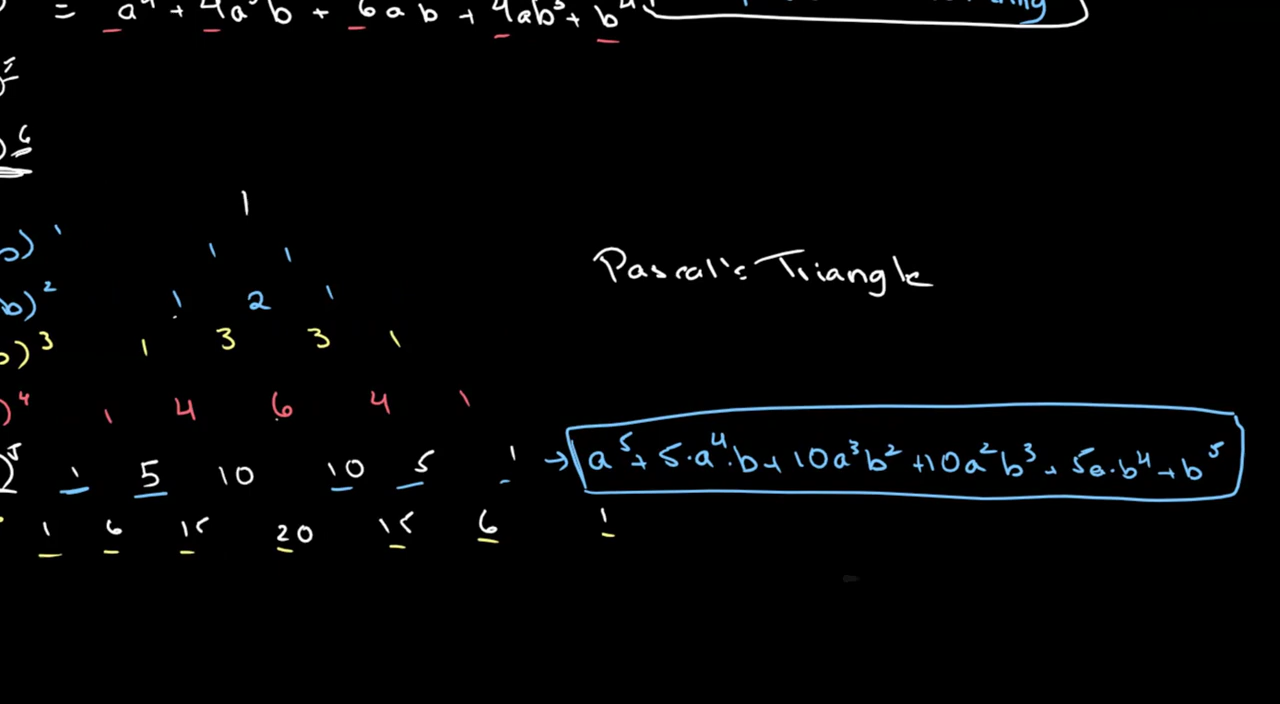 = a⁴ + 4a³b + 6ab + 4ab³ + b⁴
6
1
)¹ 1 1
b)² 1 2 1
)³ 1 3 3 1
)⁴ 1 4 6 4 1
)⁵ 1 5 10 10 5 1 → a⁵ + 5·a⁴·b + 10a³b² + 10a²b³ + 5a·b⁴ + b⁵
1 6 15 20 15 6 1
Pascal's Triangle